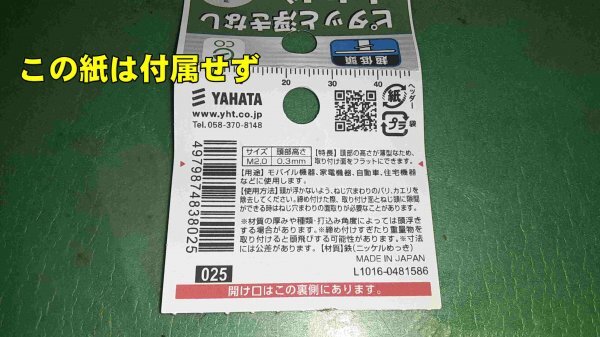 ピタッと浮きなし
超低頭
この紙は付属せず
10
20
30
40
YAHATA
www.yht.co.jp
Tel.058-370-8148
ヘッダー
紙
袋
プラ
サイズ 頭部高さ
M2.0 0.3mm
【特長】頭部の高さが薄型なため、
取り付け面をフラットにできます。
【用途】モバイル機器、家電機器、自動車、住宅機器
などに使用します。
【使用方法】頭が浮かないよう、ねじ穴まわりのバリ、カエリを
除去してください。締め付けた際、取り付け面とねじ頭に隙間
ができる時はねじ穴まわりの面取りが必要なことがあります。
※材質の厚みや種類・打込み角度によっては頭浮き
する場合があります。※締め付けすぎたり重量物を
取り付けると頭飛びする可能性があります。※寸法
には公差があります。【材質】鉄(ニッケルめっき)
MADE IN JAPAN
L1016-0481586
4979874838025
025
開け口はこの裏側にあります。